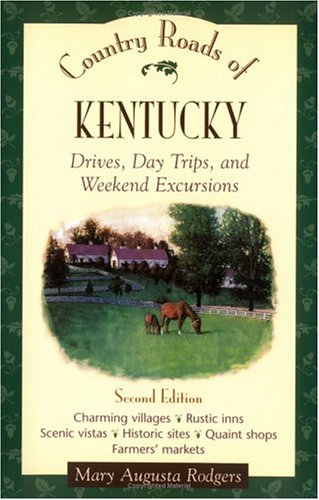 Country Roads of
KENTUCKY
Drives, Day Trips, and
Weekend Excursions
Second Edition
Charming villages Rustic inns
Scenic vistas Historic sites Quaint shops
Farmers' markets
Mary Augusta Rodgers